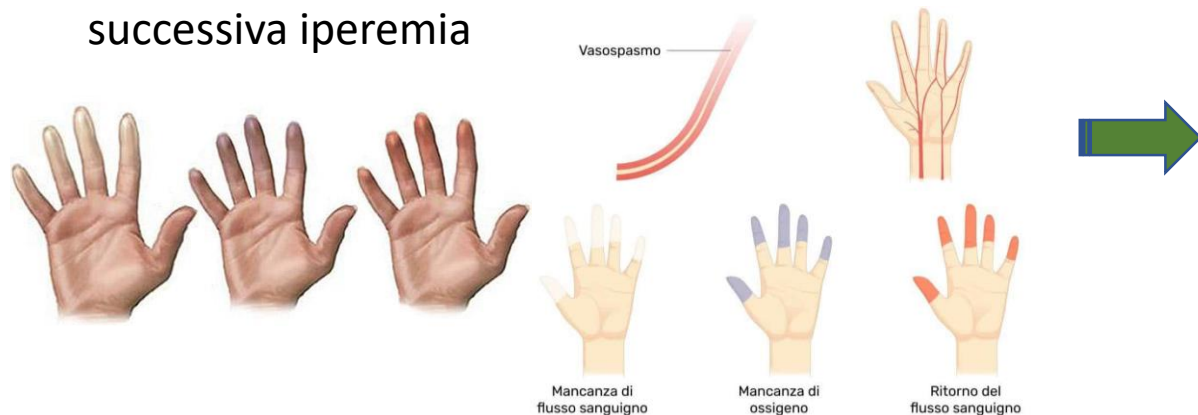 successiva iperemia
Vasospasmo
Mancanza di
flusso sanguigno
Mancanza di
ossigeno
Ritorno del
flusso sanguigno